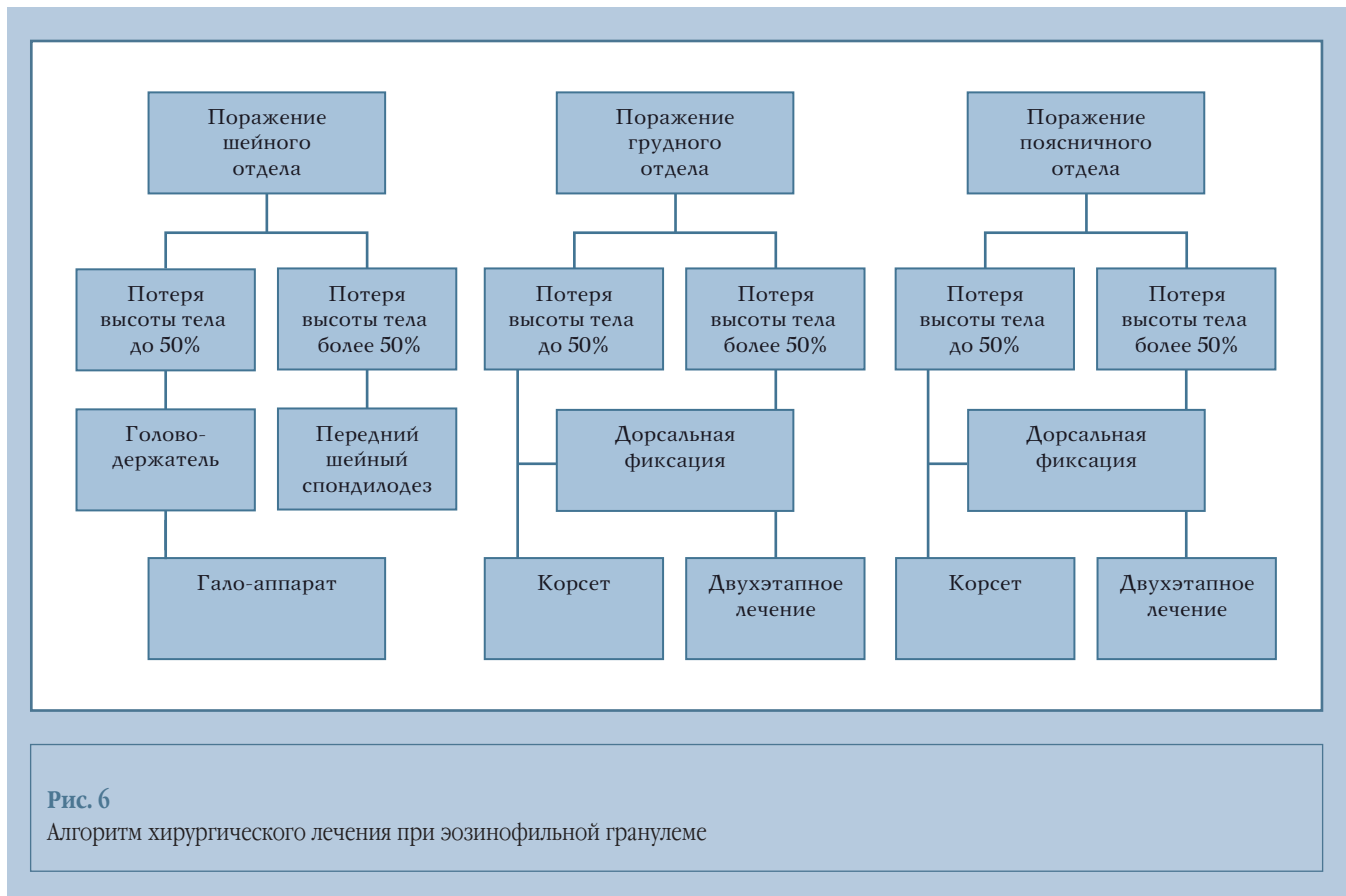 Поражение
шейного
отдела
Поражение
грудного
отдела
Поражение
поясничного
отдела
Потеря
высоты тела
до 50%
Потеря
высоты тела
более 50%
Потеря
высоты тела
до 50%
Потеря
высоты тела
более 50%
Потеря
высоты тела
до 50%
Потеря
высоты тела
более 50%
Голово-
держатель
Передний
шейный
спондилодез
Дорсальная
фиксация
Дорсальная
фиксация
Гало-аппарат
Корсет
Двухэтапное
лечение
Корсет
Двухэтапное
лечение
Рис. 6
Алгоритм хирургического лечения при эозинофильной гранулеме